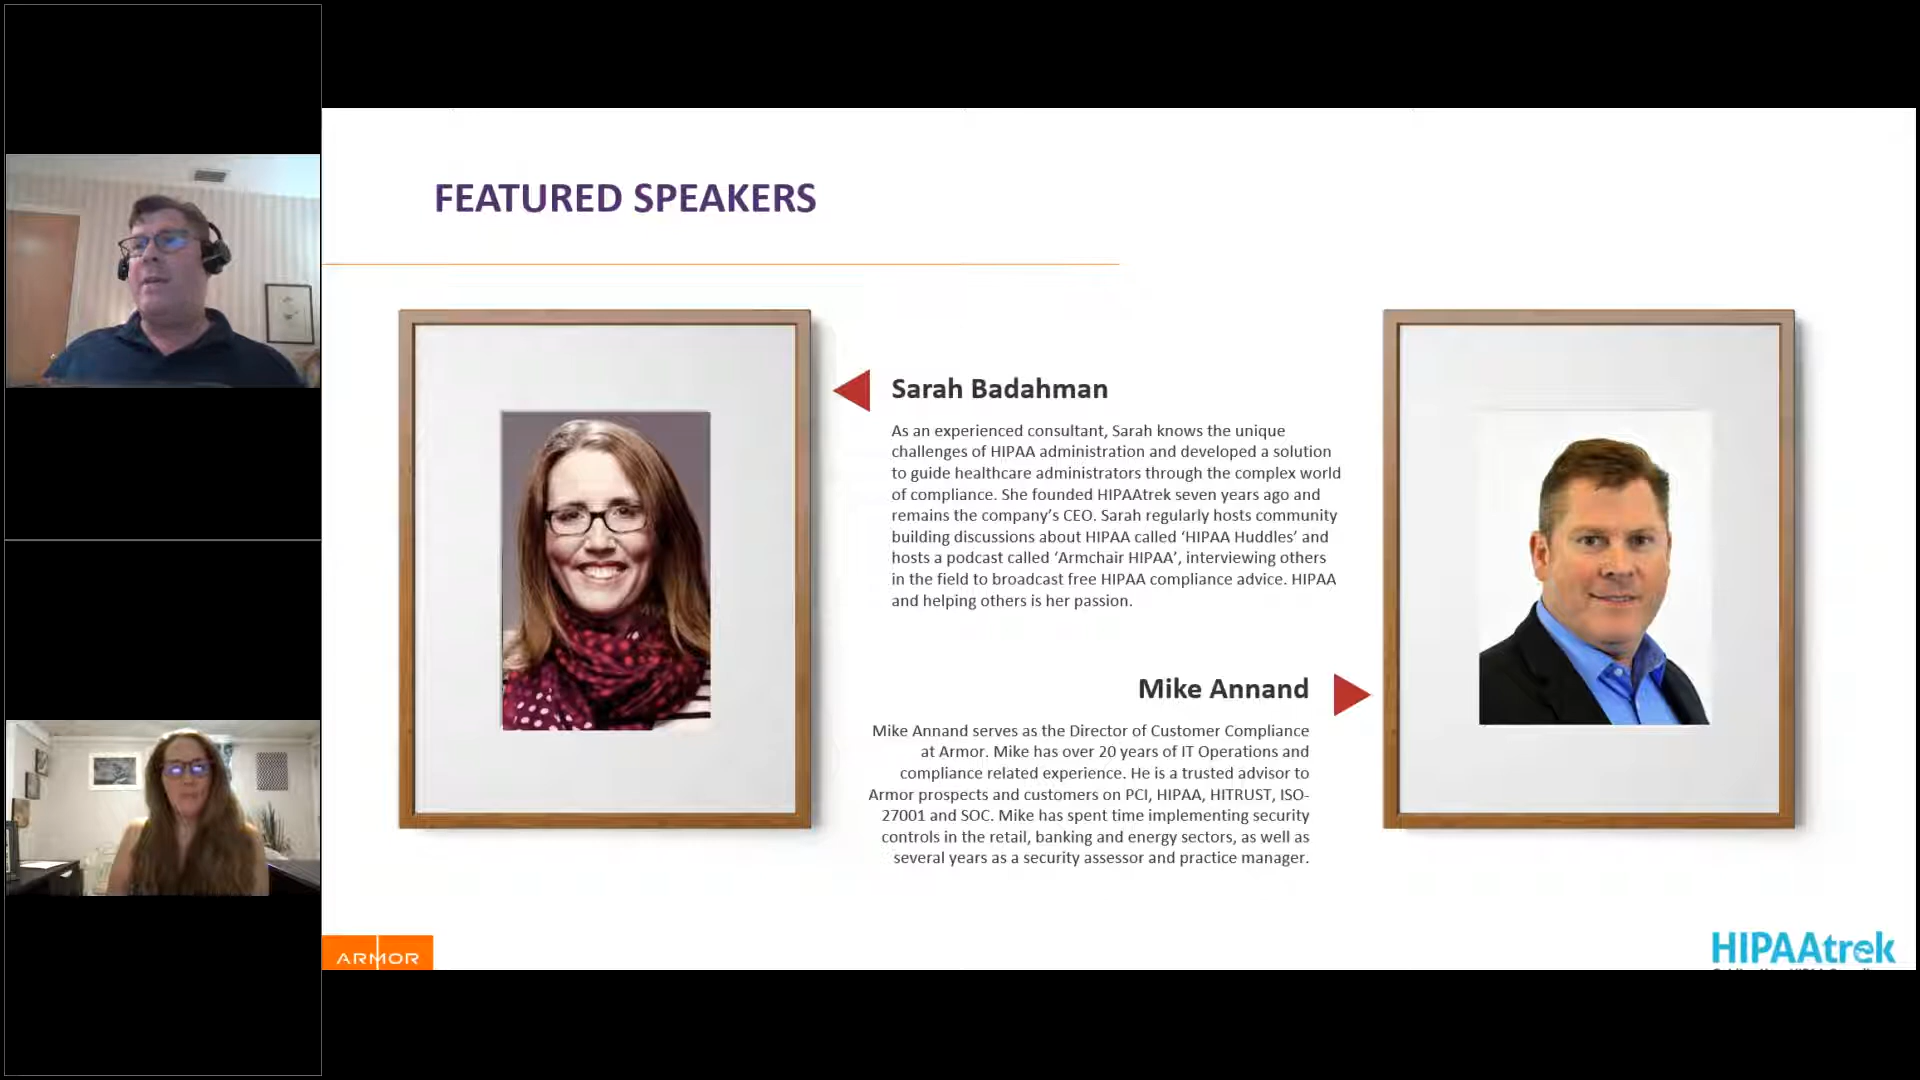 FEATURED SPEAKERS
Sarah Badahman
As an experienced consultant, Sarah knows the unique
challenges of HIPAA administration and developed a solution
to guide healthcare administrators through the complex world
of compliance. She founded HIPAAtrek seven years ago and
remains the company’s CEO. Sarah regularly hosts community
building discussions about HIPAA called ‘HIPAA Huddles’ and
hosts a podcast called ‘Armchair HIPAA’, interviewing others
in the field to broadcast free HIPAA compliance advice. HIPAA
and helping others is her passion.
Mike Annand
Mike Annand serves as the Director of Customer Compliance
at Armor. Mike has over 20 years of IT Operations and
compliance related experience. He is a trusted advisor to
Armor prospects and customers on PCI, HIPAA, HITRUST, ISO-
27001 and SOC. Mike has spent time implementing security
controls in the retail, banking and energy sectors, as well as
several years as a security assessor and practice manager.
ARMOR
HIPAAtrek